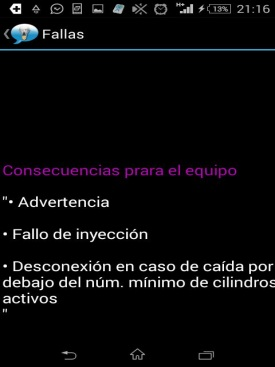 13% 21:16
Fallas
Consecuencias prara el equipo
"• Advertencia
• Fallo de inyección
• Desconexión en caso de caída por
debajo del núm. mínimo de cilindros
activos
"